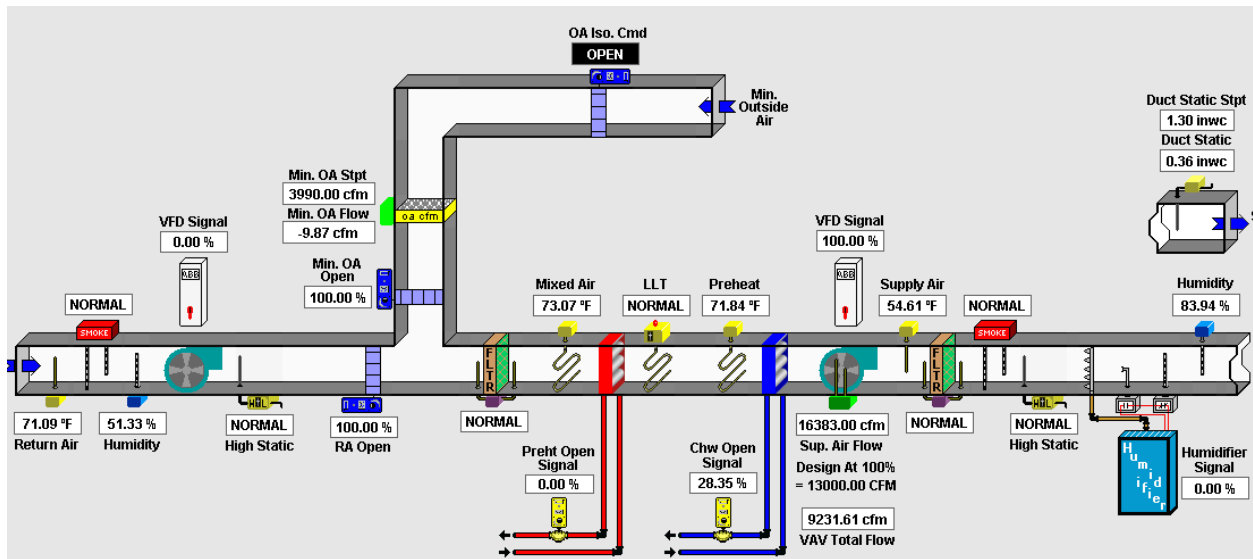 OA Iso. Cmd
OPEN
Min.
Outside
Air
Duct Static Stpt
1.30 inwc
Duct Static
0.36 inwc
Min. OA Stpt
3990.00 cfm
Min. OA Flow
-9.87 cfm
oa cfm
VFD Signal
0.00 %
ABB
Min. OA
Open
100.00 %
VFD Signal
100.00 %
ABB
NORMAL
SMOKE
Mixed Air
73.07 ºF
LLT
NORMAL
Preheat
71.84 ºF
Supply Air
54.61 ºF
NORMAL
SMOKE
Humidity
83.94 %
FLTR
FLTR
71.09 ºF
Return Air
51.33 %
Humidity
NORMAL
High Static
100.00 %
RA Open
NORMAL
Preht Open
Signal
0.00 %
Chw Open
Signal
28.35 %
16383.00 cfm
Sup. Air Flow
Design At 100%
= 13000.00 CFM
9231.61 cfm
VAV Total Flow
NORMAL
NORMAL
High Static
Humidifier
Humidifier
Signal
0.00 %